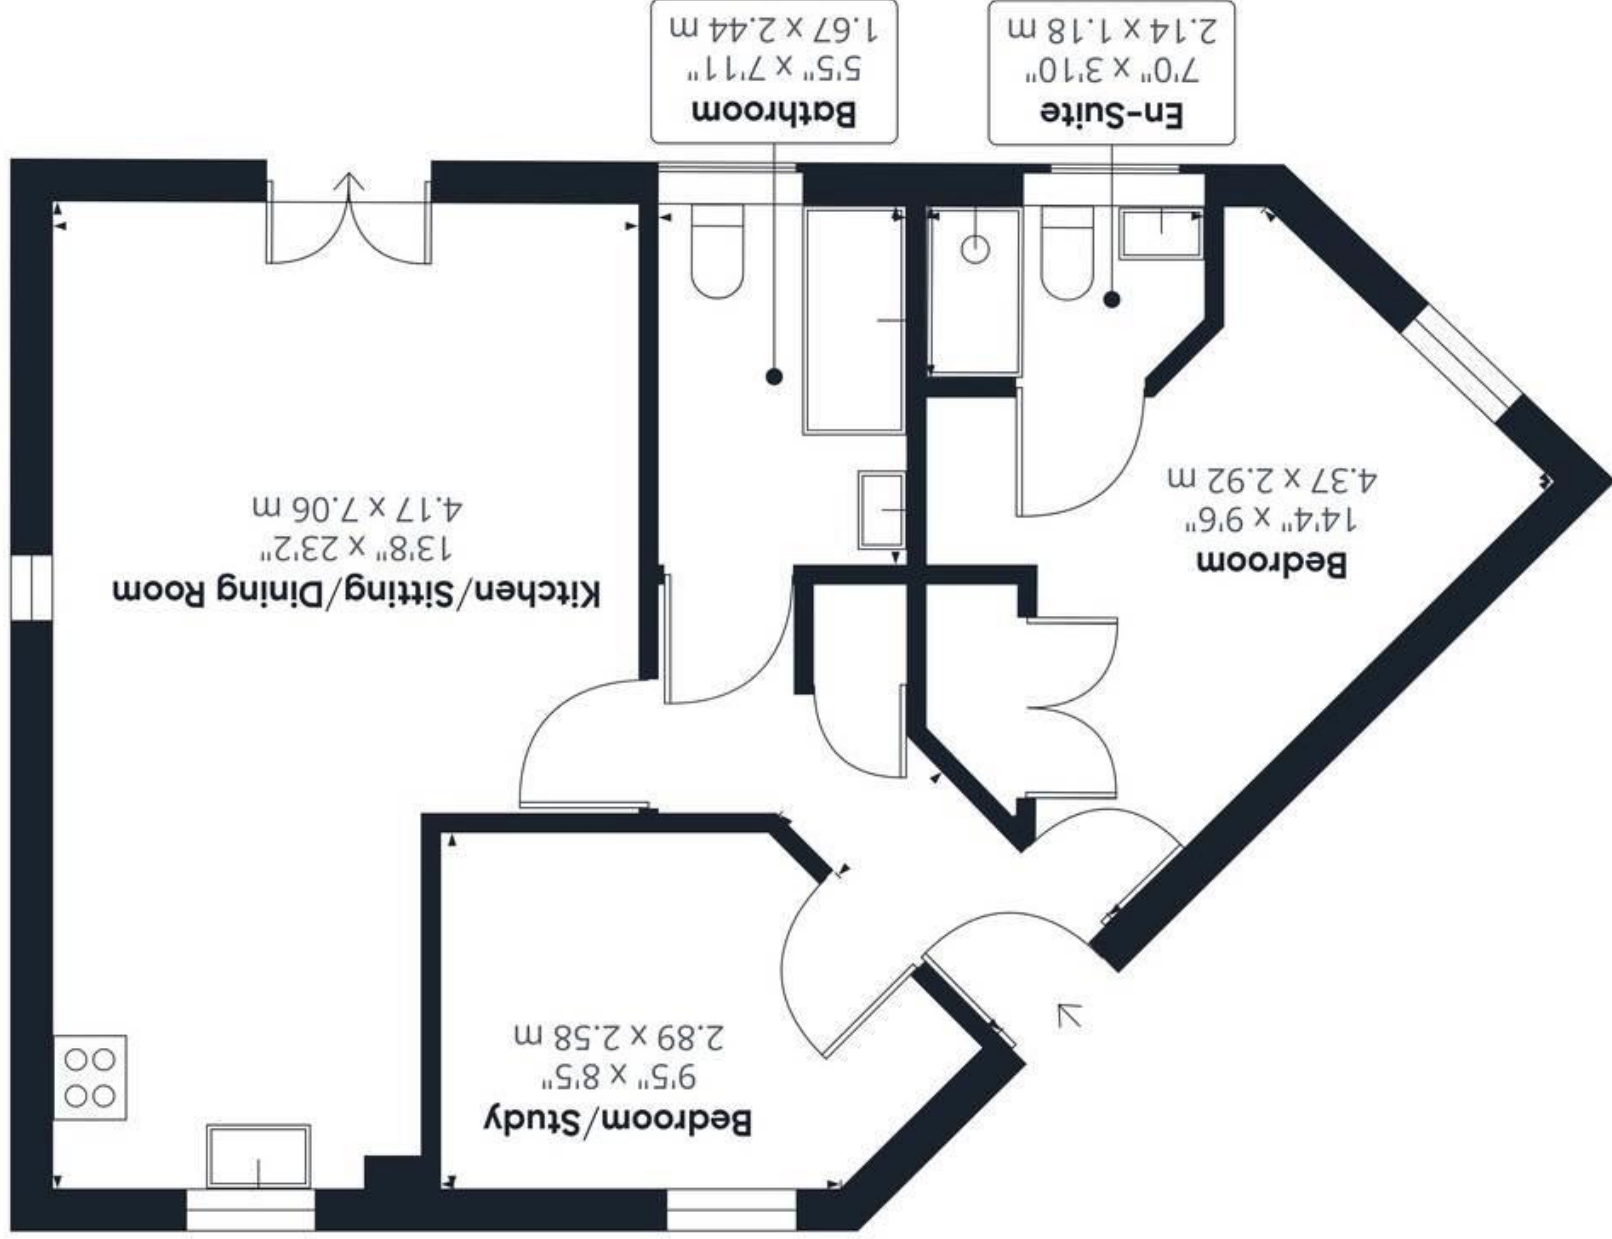 Bedroom/Study
9'5" x 8'5"
2.89 x 2.58 m
Kitchen/Sitting/Dining Room
13'8" x 23'2"
4.17 x 7.06 m
Bedroom
14'4" x 9'6"
4.37 x 2.92 m
En-Suite
7'0" x 3'10"
2.14 x 1.18 m
Bathroom
5'5" x 7'11"
1.67 x 2.44 m